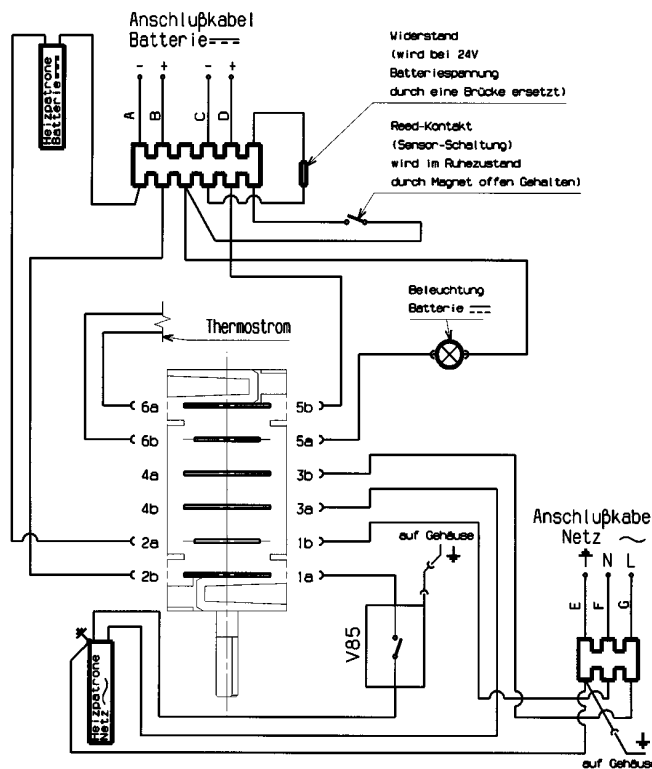 Anschlußkabel
Batterie
- + - +
A B C D
Heizpatrone
Batterie
Widerstand
(wird bei 24V
Batteriespannung
durch eine Brücke ersetzt)
Reed-Kontakt
(Sensor-Schaltung)
wird im Ruhezustand
durch Magnet offen Gehalten)
Beleuchtung
Batterie
Thermostrom
6a 5b
6b 5a
4a 3b
4b 3a
2a 1b
2b 1a
auf Gehäuse
V85
Anschlußkabe
Netz ~
N L
E F G
Heizpatrone
Netz ~
auf Gehäuse